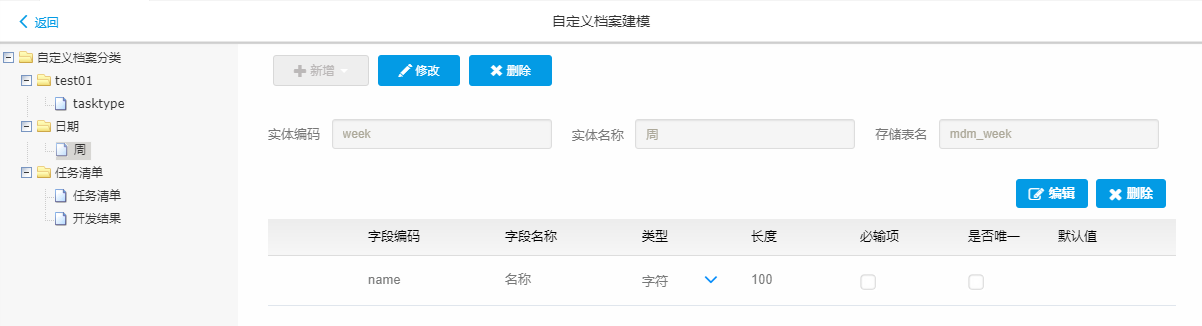 返回
自定义档案建模
自定义档案分类
test01
tasktype
日期
周
任务清单
任务清单
开发结果
新增 修改 删除
实体编码 week 实体名称 周 存储表名 mdm_week
编辑 删除
字段编码 字段名称 类型 长度 必输项 是否唯一 默认值
name 名称 字符 100